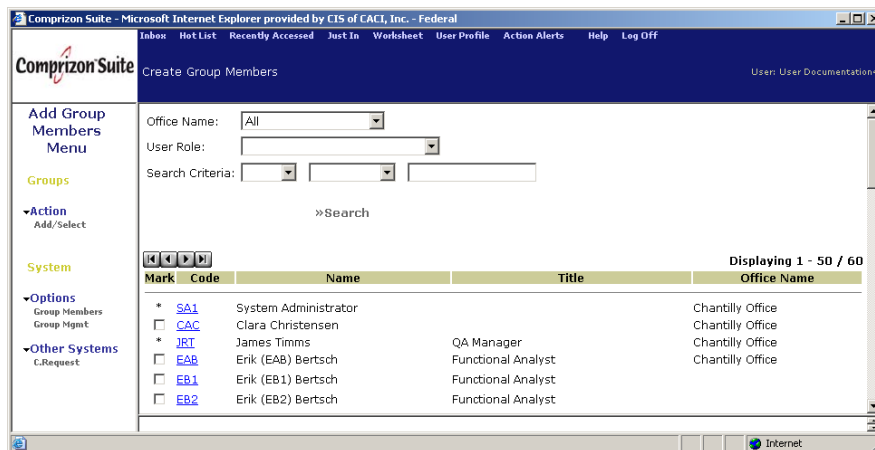 Comprizon Suite - Microsoft Internet Explorer provided by CIS of CACI, Inc. - Federal
Inbox Hot List Recently Accessed Just In Worksheet User Profile Action Alerts Help Log Off
Comprizon Suite
Create Group Members
User: User Documentation
Add Group
Members
Menu
Groups
Action
Add/Select
System
Options
Group Members
Group Mgmt
Other Systems
C.Request
Office Name: All
User Role:
Search Criteria:
»Search
Displaying 1 - 50 / 60
Mark Code Name Title Office Name
* SA1 System Administrator Chantilly Office
CAC Clara Christensen Chantilly Office
* JRT James Timms QA Manager Chantilly Office
EAB Erik (EAB) Bertsch Functional Analyst Chantilly Office
EB1 Erik (EB1) Bertsch Functional Analyst
EB2 Erik (EB2) Bertsch Functional Analyst
Internet